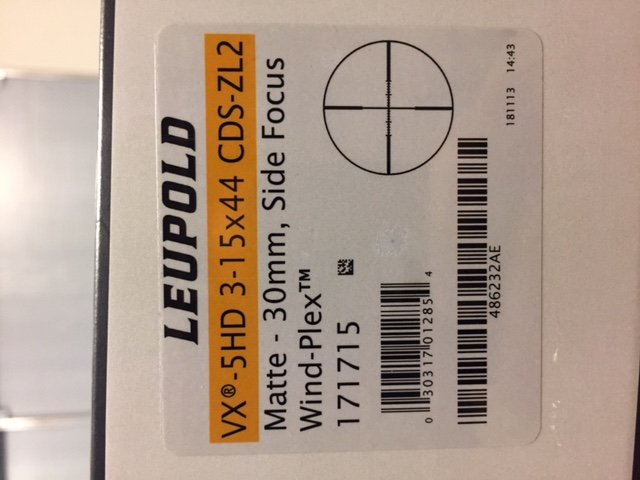 LEUPOLD
VX®-5HD 3-15x44 CDS-ZL2
Matte - 30mm, Side Focus
Wind-Plex™
171715
0 30317 01285 4
486232AE
181113 14:43